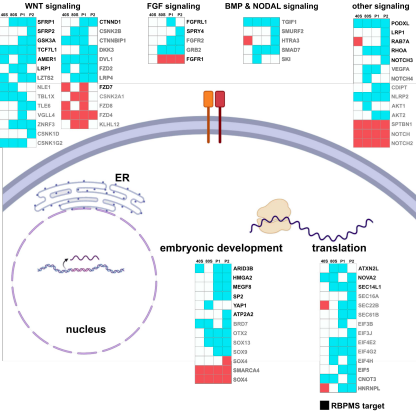 WNT signaling
40S 80S P1 P2
SFRP1
SFRP2
GSK3A
TCF7L1
AMER1
LRP1
LZTS2
NLE1
TBL1X
TLE6
VGLL4
ZNRF3
CSNK1D
CSNK1G2
40S 80S P1 P2
CTNND1
CSNK2B
CTNNBIP1
DKK3
DVL1
FZD2
LRP4
FZD7
CSNK2A1
FZD8
FZD4
KLHL12
FGF signaling
40S 80S P1 P2
FGFRL1
SPRY4
FGFR2
GRB2
FGFR1
BMP & NODAL signaling
40S 80S P1 P2
TGIF1
SMURF2
HTRA3
SMAD7
SKI
other signaling
40S 80S P1 P2
PODXL
LRP1
RAB7A
RHOA
NOTCH3
VEGFA
NOTCH4
CDIPT
NLRP2
AKT1
AKT2
SPTBN1
NOTCH
NOTCH2
ER
nucleus
embryonic development
40S 80S P1 P2
ARID3B
HMGA2
MEGF8
SP2
YAP1
ATP2A2
BRD7
OTX2
SOX13
SOX9
SOX4
SMARCA4
SOX4
translation
40S 80S P1 P2
ATXN2L
NOVA2
SEC14L1
SEC16A
SEC22B
SEC61B
EIF3B
EIF3J
EIF4E2
EIF4G2
EIF4H
EIF5
CNOT3
HNRNPL
RBPMS target